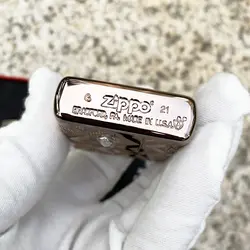 G Zippo 21
BRADFORD, PA. MADE IN U.S.A.